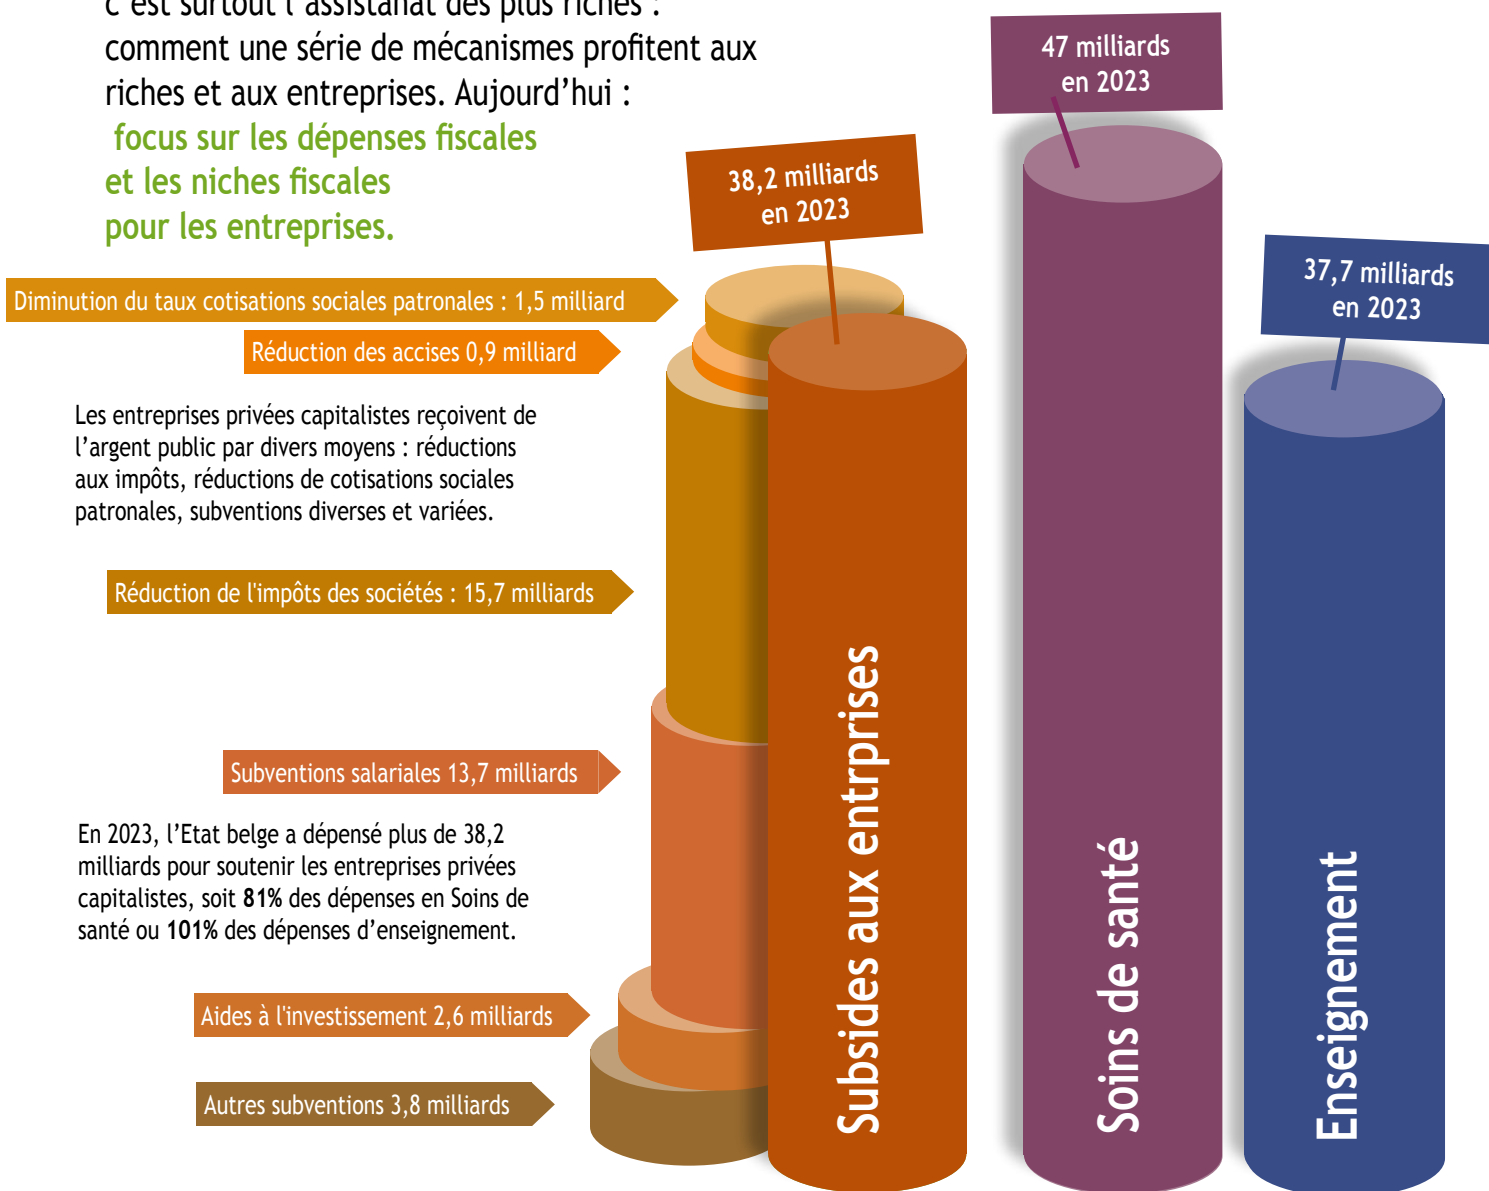 c'est surtout l'assistanat des plus riches :
comment une série de mécanismes profitent aux
riches et aux entreprises. Aujourd'hui :
focus sur les dépenses fiscales
et les niches fiscales
pour les entreprises.
47 milliards
en 2023
38,2 milliards
en 2023
37,7 milliards
en 2023
Diminution du taux cotisations sociales patronales : 1,5 milliard
Réduction des accises 0,9 milliard
Les entreprises privées capitalistes reçoivent de
l'argent public par divers moyens : réductions
aux impôts, réductions de cotisations sociales
patronales, subventions diverses et variées.
Réduction de l'impôts des sociétés : 15,7 milliards
Subventions salariales 13,7 milliards
En 2023, l'Etat belge a dépensé plus de 38,2
milliards pour soutenir les entreprises privées
capitalistes, soit 81% des dépenses en Soins de
santé ou 101% des dépenses d'enseignement.
Aides à l'investissement 2,6 milliards
Autres subventions 3,8 milliards
Subsides aux entrprises
Soins de santé
Enseignement